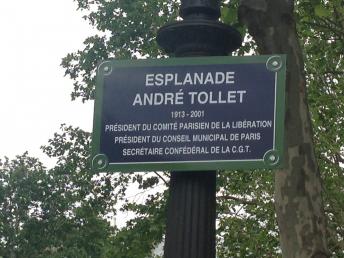 ESPLANADE
ANDRÉ TOLLET
1913 - 2001
PRÉSIDENT DU COMITÉ PARISIEN DE LA LIBÉRATION
PRÉSIDENT DU CONSEIL MUNICIPAL DE PARIS
SECRÉTAIRE CONFÉDÉRAL DE LA C.G.T.